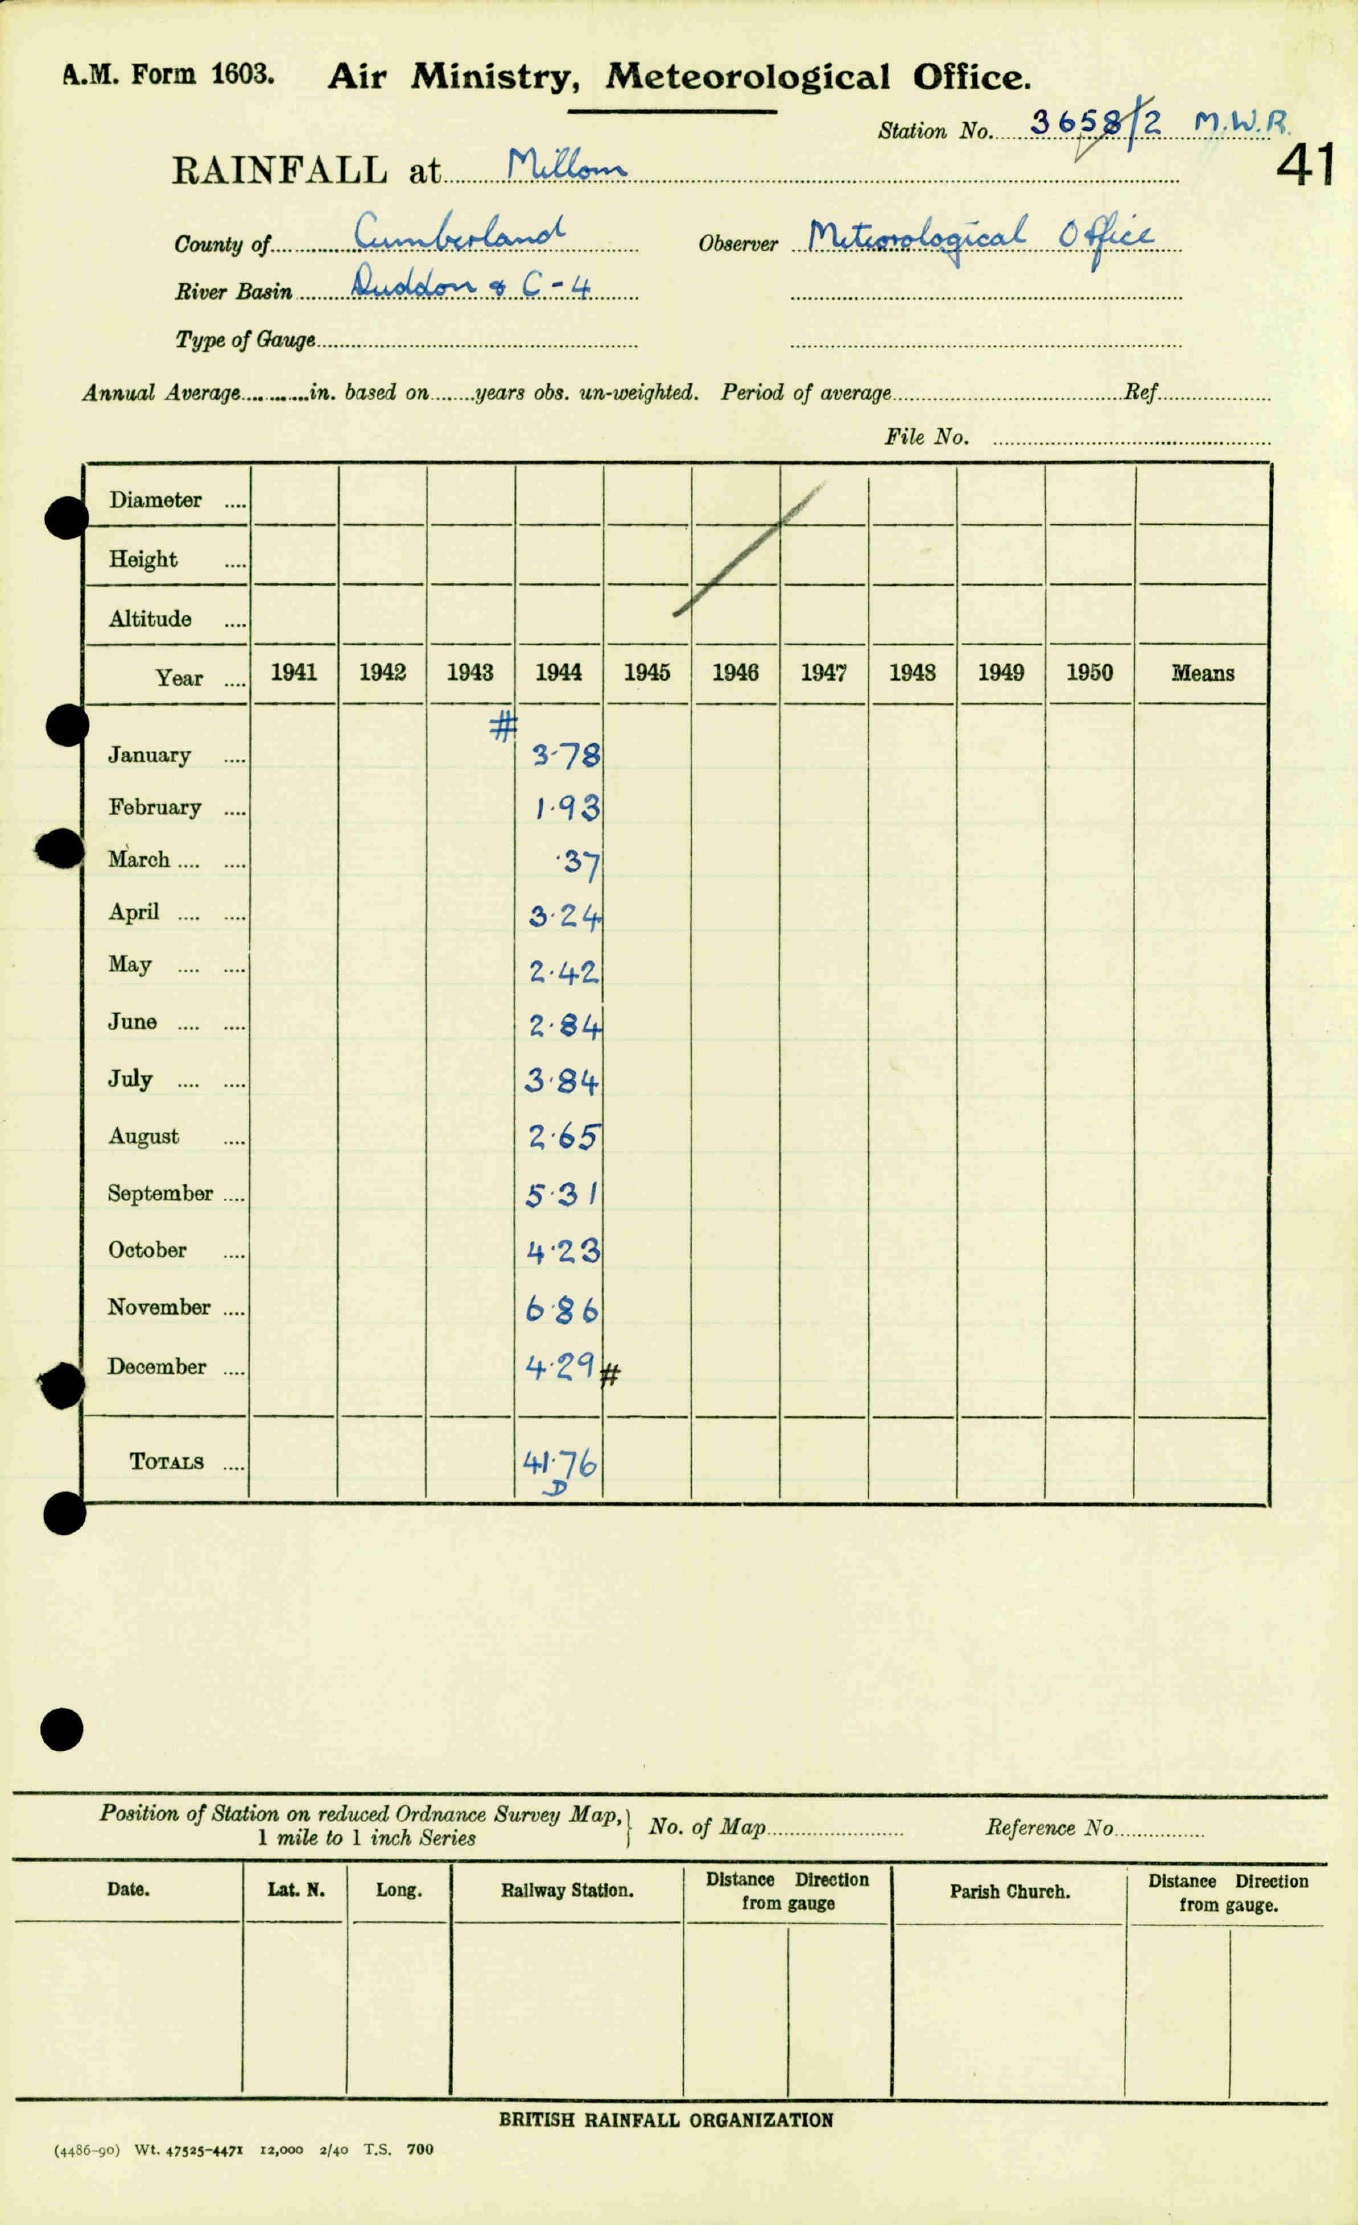 A.M. Form 1603. Air Ministry, Meteorological Office.
Station No. 3658/2 M.W.R.
41
RAINFALL at Millom
County of Cumberland Observer Meteorological Office
River Basin Duddon & C-4
Type of Gauge
Annual Average in. based on years obs. un-weighted. Period of average Ref
File No.
Diameter
Height
Altitude
Year 1941 1942 1943 1944 1945 1946 1947 1948 1949 1950 Means
#
January 3·78
February 1·93
March ·37
April 3·24
May 2·42
June 2·84
July 3·84
August 2·65
September 5·31
October 4·23
November 6·86
December 4·29 #
TOTALS 41·76
D
Position of Station on reduced Ordnance Survey Map, } No. of Map Reference No.
1 mile to 1 inch Series
Date. Lat. N. Long. Railway Station. Distance Direction from gauge Parish Church. Distance Direction from gauge.
BRITISH RAINFALL ORGANIZATION
(4486-90) Wt. 47525-4471 12,000 2/40 T.S. 700